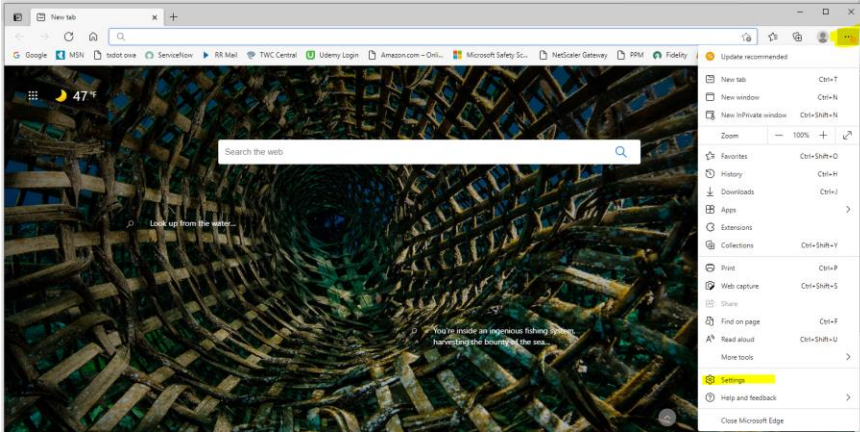 New tab
Google MSN txdot owa ServiceNow RR Mail TWC Central Udemy Login Amazon.com – Onli... Microsoft Safety Sc... NetScaler Gateway PPM Fidelity
47 °F
Search the web
Look up from the water...
You're inside an ingenious fishing system,
harvesting the bounty of the sea...
Update recommended
New tab Ctrl+T
New window Ctrl+N
New InPrivate window Ctrl+Shift+N
Zoom 100%
Favorites Ctrl+Shift+O
History Ctrl+H
Downloads Ctrl+J
Apps
Extensions
Collections Ctrl+Shift+Y
Print Ctrl+P
Web capture Ctrl+Shift+S
Share
Find on page Ctrl+F
Read aloud Ctrl+Shift+U
More tools
Settings
Help and feedback
Close Microsoft Edge